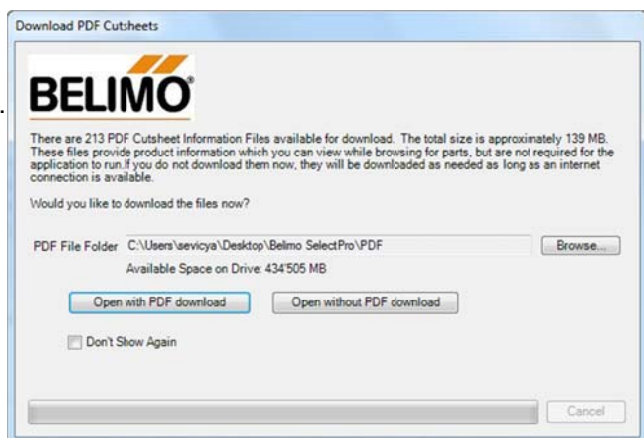 Download PDF Cutsheets
BELIMO®
There are 213 PDF Cutsheet Information Files available for download. The total size is approximately 139 MB.
These files provide product information which you can view while browsing for parts, but are not required for the
application to run.If you do not download them now, they will be downloaded as needed as long as an internet
connection is available.
Would you like to download the files now?
PDF File Folder C:\Users\sevicya\Desktop\Belimo SelectPro\PDF Browse...
Available Space on Drive: 434'505 MB
Open with PDF download Open without PDF download
Don't Show Again
Cancel